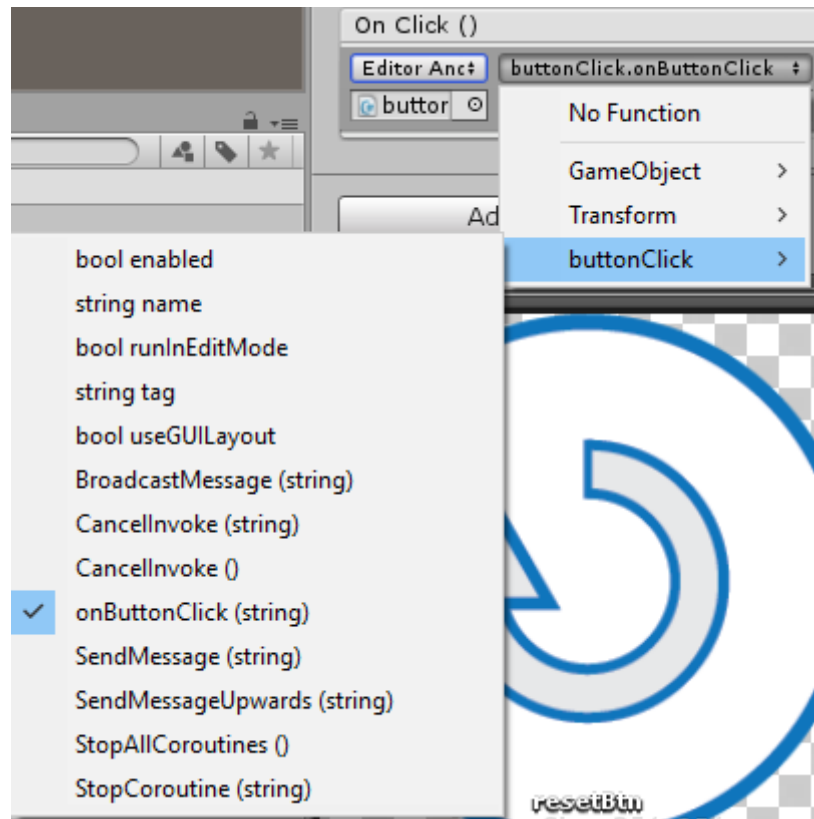 On Click ()
Editor Anc
buttonClick.onButtonClick
buttor
No Function
GameObject
Ad
Transform
buttonClick
bool enabled
string name
bool runInEditMode
string tag
bool useGUILayout
BroadcastMessage (string)
CancelInvoke (string)
CancelInvoke ()
onButtonClick (string)
SendMessage (string)
SendMessageUpwards (string)
StopAllCoroutines ()
StopCoroutine (string)
resetBtn